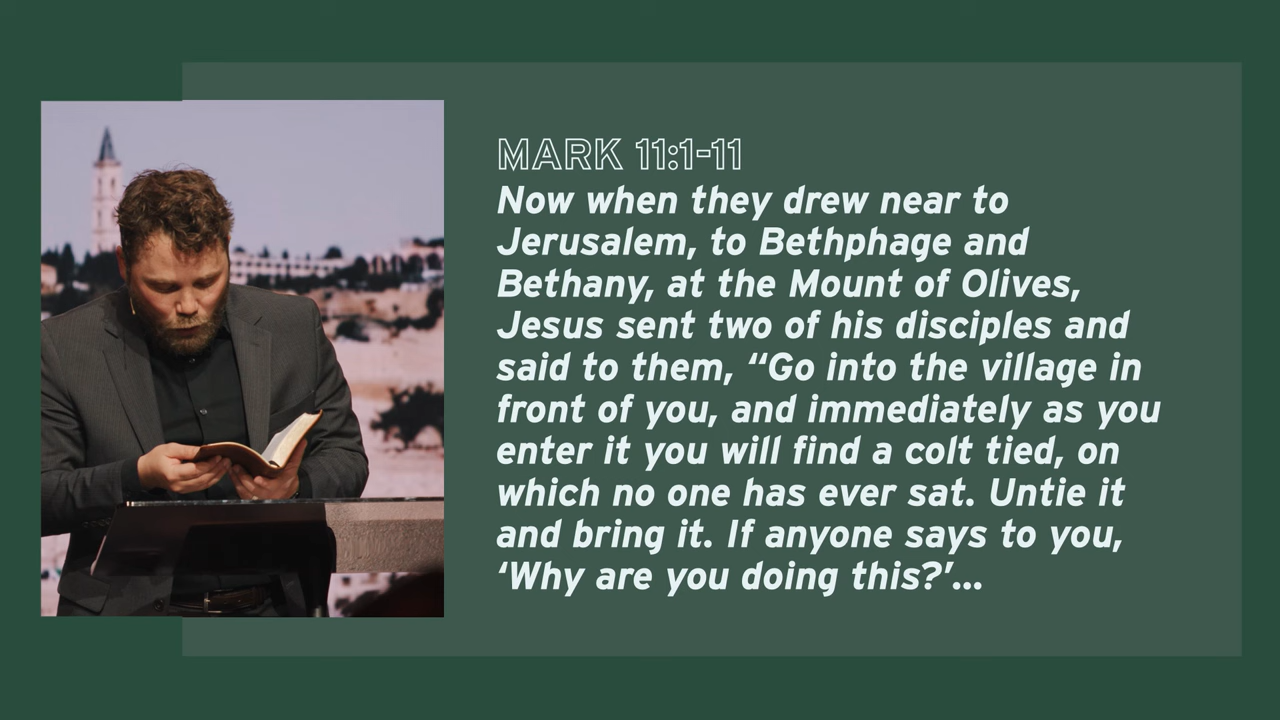 MARK 11:1-11
Now when they drew near to
Jerusalem, to Bethphage and
Bethany, at the Mount of Olives,
Jesus sent two of his disciples and
said to them, “Go into the village in
front of you, and immediately as you
enter it you will find a colt tied, on
which no one has ever sat. Untie it
and bring it. If anyone says to you,
‘Why are you doing this?’...